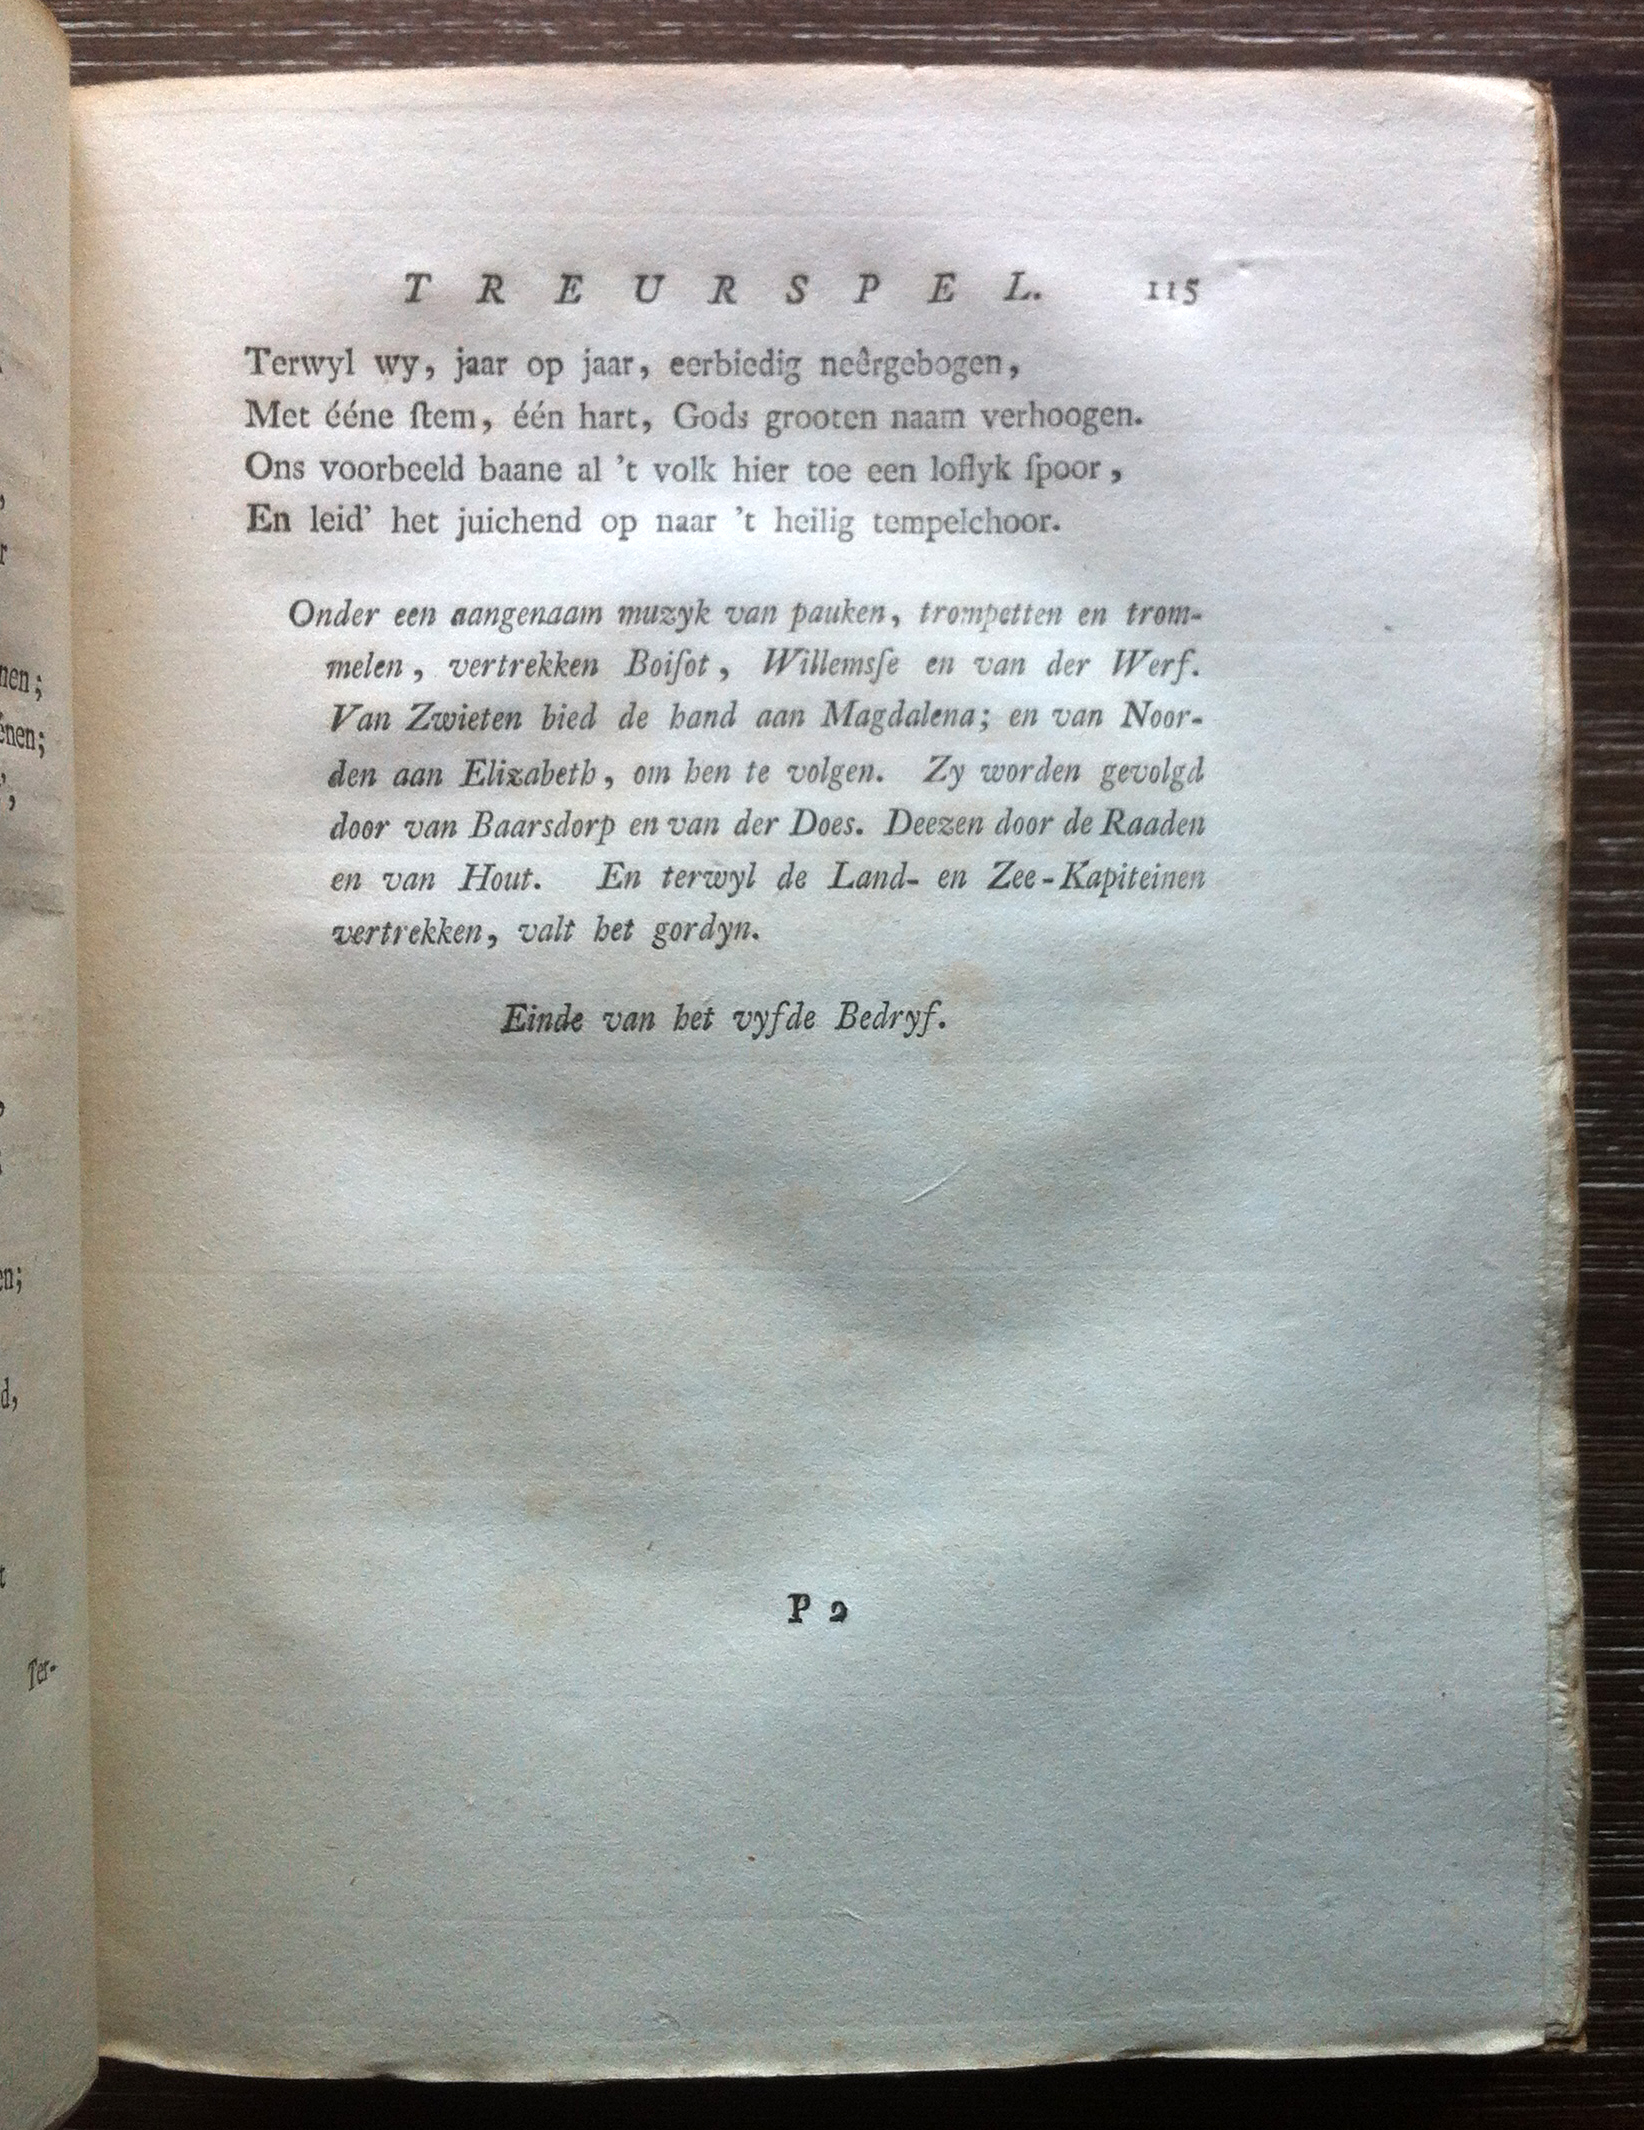 TREURSPEL. 115
Terwyl wy, jaar op jaar, eerbiedig neêrgebogen,
Met ééne ſtem, één hart, Gods grooten naam verhoogen.
Ons voorbeeld baane al 't volk hier toe een loflyk ſpoor,
En leid' het juichend op naar 't heilig tempelchoor.
Onder een aangenaam muzyk van pauken, trompetten en trom-
melen, vertrekken Boiſot, Willemsſe en van der Werf.
Van Zwieten bied de hand aan Magdalena; en van Noor-
den aan Elizabeth, om hen te volgen. Zy worden gevolgd
door van Baarsdorp en van der Does. Deezen door de Raaden
en van Hout. En terwyl de Land- en Zee-Kapiteinen
vertrekken, valt het gordyn.
Einde van het vyfde Bedryf.
P 2
Ter-